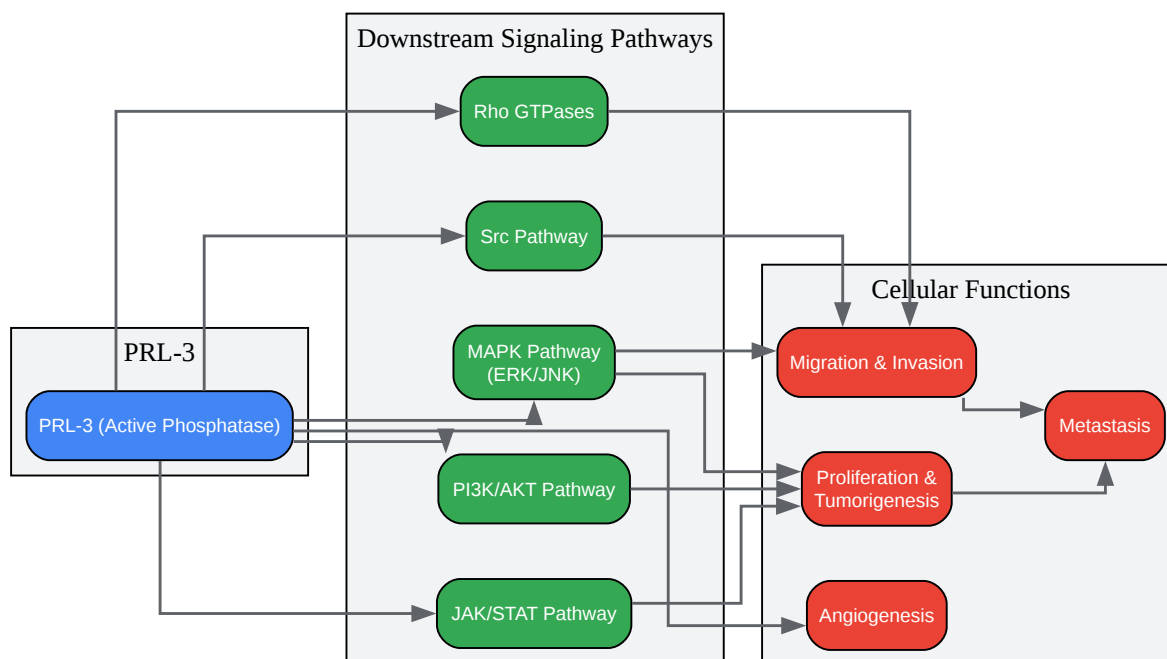 Downstream Signaling Pathways
Rho GTPases
Src Pathway
Cellular Functions
PRL-3
MAPK Pathway
(ERK/JNK)
Migration & Invasion
PRL-3 (Active Phosphatase)
Metastasis
PI3K/AKT Pathway
Proliferation &
Tumorigenesis
JAK/STAT Pathway
Angiogenesis